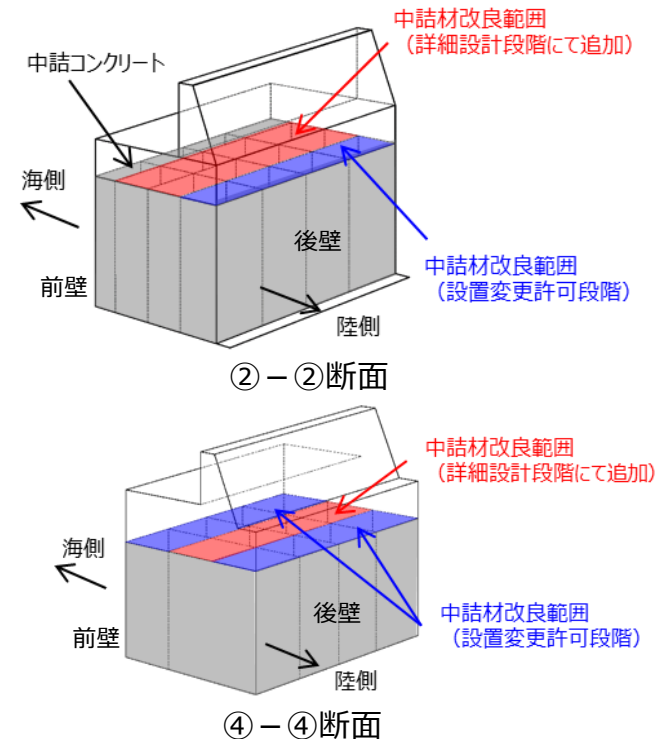 中詰材改良範囲
（詳細設計段階にて追加）
中詰コンクリート
海側
後壁
前壁
中詰材改良範囲
（設置変更許可段階）
陸側
②－②断面
中詰材改良範囲
（詳細設計段階にて追加）
海側
後壁
前壁
中詰材改良範囲
（設置変更許可段階）
陸側
④－④断面